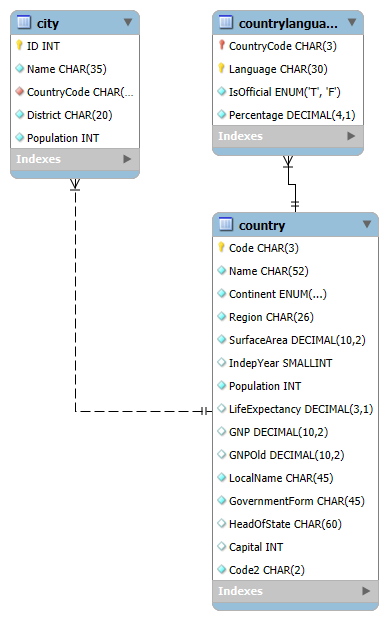 city
ID INT
Name CHAR(35)
CountryCode CHAR(...
District CHAR(20)
Population INT
Indexes
countrylangua...
CountryCode CHAR(3)
Language CHAR(30)
IsOfficial ENUM('T', 'F')
Percentage DECIMAL(4,1)
Indexes
country
Code CHAR(3)
Name CHAR(52)
Continent ENUM(...)
Region CHAR(26)
SurfaceArea DECIMAL(10,2)
IndepYear SMALLINT
Population INT
LifeExpectancy DECIMAL(3,1)
GNP DECIMAL(10,2)
GNPOld DECIMAL(10,2)
LocalName CHAR(45)
GovernmentForm CHAR(45)
HeadOfState CHAR(60)
Capital INT
Code2 CHAR(2)
Indexes